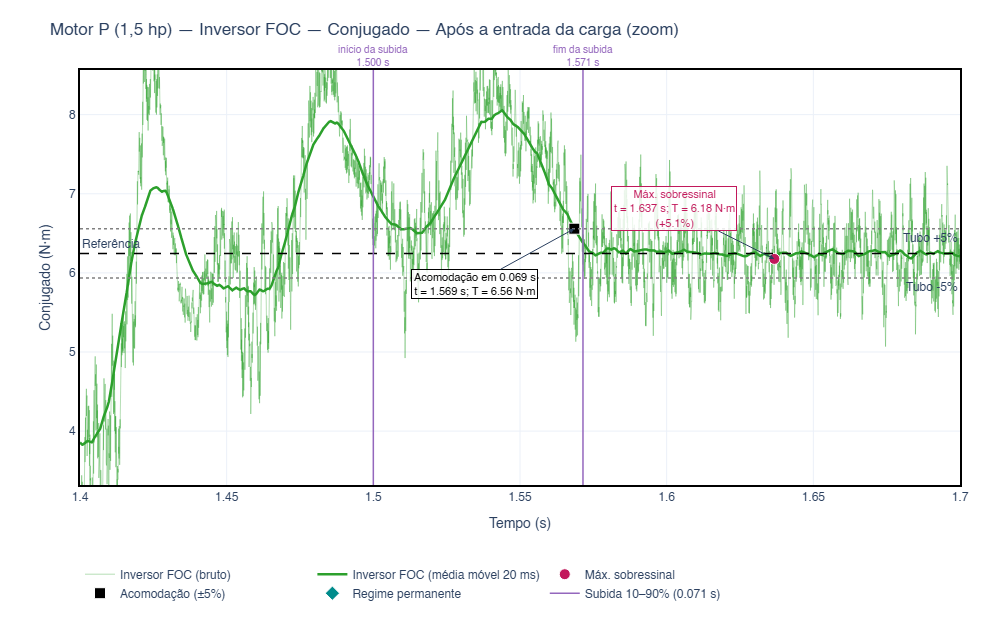 Motor P (1,5 hp) — Inversor FOC — Conjugado — Após a entrada da carga (zoom)
início da subida
1.500 s
fim da subida
1.571 s
8
7
6
5
4
Conjugado (N·m)
Referência
Máx. sobressinal
t = 1.637 s; T = 6.18 N·m
(+5.1%)
Tubo +5%
Tubo -5%
Acomodação em 0.069 s
t = 1.569 s; T = 6.56 N·m
1.4 1.45 1.5 1.55 1.6 1.65 1.7
Tempo (s)
Inversor FOC (bruto) Inversor FOC (média móvel 20 ms) Máx. sobressinal
Acomodação (±5%) Regime permanente Subida 10–90% (0.071 s)